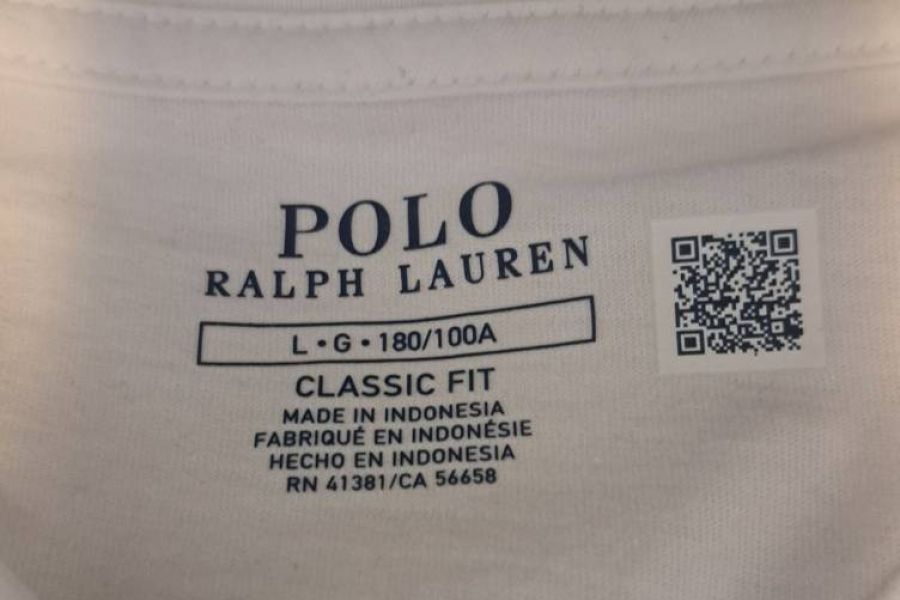 POLO
RALPH LAUREN
L • G • 180/100A
CLASSIC FIT
MADE IN INDONESIA
FABRIQUÉ EN INDONÉSIE
HECHO EN INDONESIA
RN 41381/CA 56658